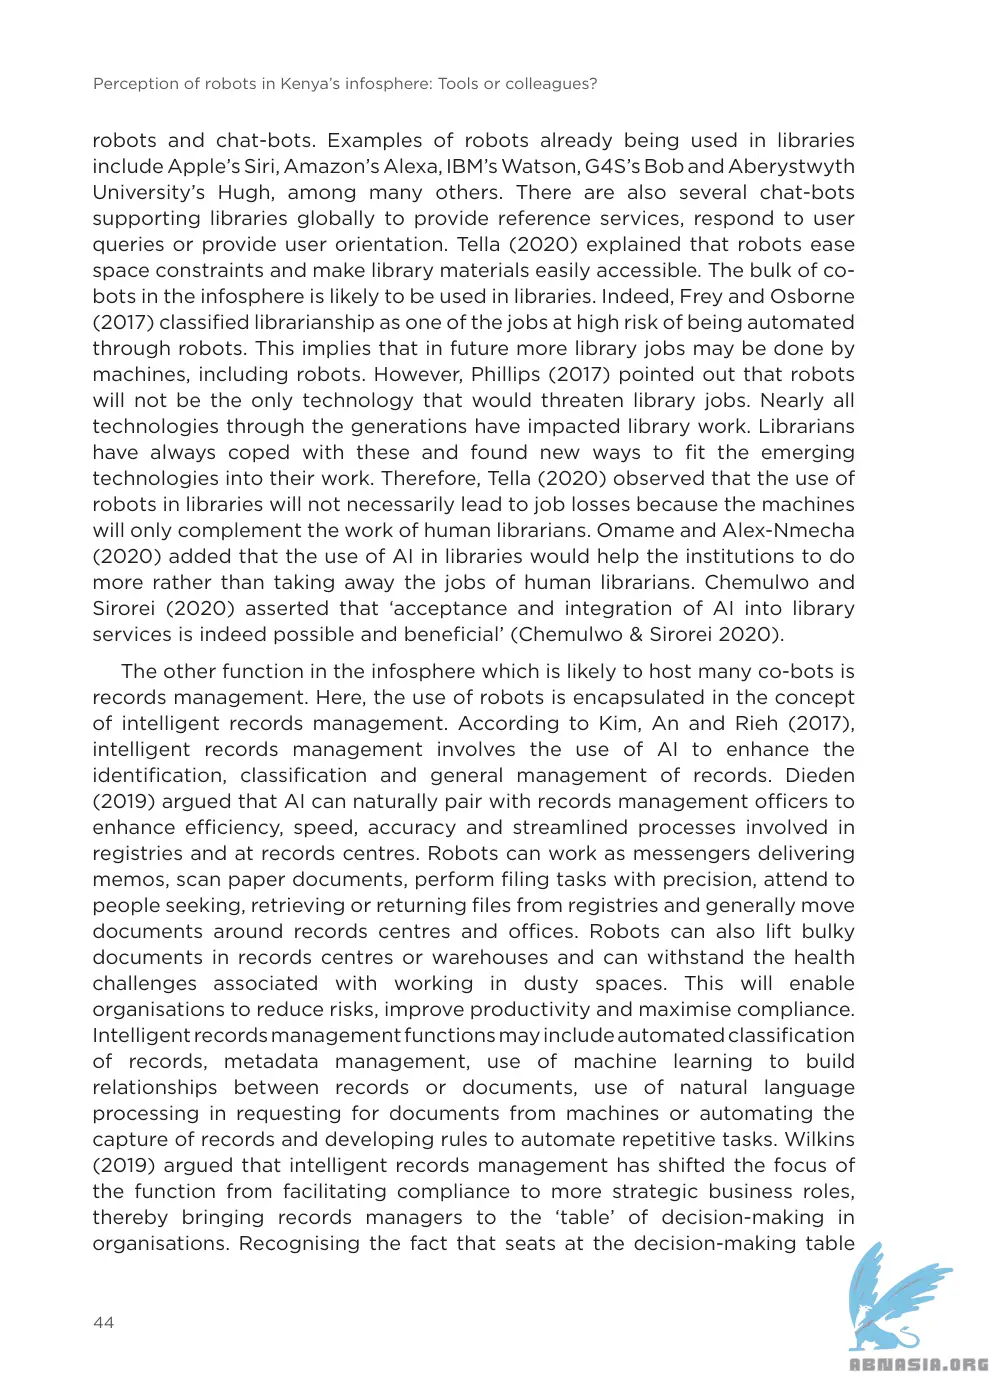 Perception of robots in Kenya’s infosphere: Tools or colleagues?
robots and chat-bots. Examples of robots already being used in libraries
include Apple’s Siri, Amazon’s Alexa, IBM’s Watson, G4S’s Bob and Aberystwyth
University’s Hugh, among many others. There are also several chat-bots
supporting libraries globally to provide reference services, respond to user
queries or provide user orientation. Tella (2020) explained that robots ease
space constraints and make library materials easily accessible. The bulk of co-
bots in the infosphere is likely to be used in libraries. Indeed, Frey and Osborne
(2017) classified librarianship as one of the jobs at high risk of being automated
through robots. This implies that in future more library jobs may be done by
machines, including robots. However, Phillips (2017) pointed out that robots
will not be the only technology that would threaten library jobs. Nearly all
technologies through the generations have impacted library work. Librarians
have always coped with these and found new ways to fit the emerging
technologies into their work. Therefore, Tella (2020) observed that the use of
robots in libraries will not necessarily lead to job losses because the machines
will only complement the work of human librarians. Omame and Alex-Nmecha
(2020) added that the use of AI in libraries would help the institutions to do
more rather than taking away the jobs of human librarians. Chemulwo and
Sirorei (2020) asserted that ‘acceptance and integration of AI into library
services is indeed possible and beneficial’ (Chemulwo & Sirorei 2020).
The other function in the infosphere which is likely to host many co-bots is
records management. Here, the use of robots is encapsulated in the concept
of intelligent records management. According to Kim, An and Rieh (2017),
intelligent records management involves the use of AI to enhance the
identification, classification and general management of records. Dieden
(2019) argued that AI can naturally pair with records management officers to
enhance efficiency, speed, accuracy and streamlined processes involved in
registries and at records centres. Robots can work as messengers delivering
memos, scan paper documents, perform filing tasks with precision, attend to
people seeking, retrieving or returning files from registries and generally move
documents around records centres and offices. Robots can also lift bulky
documents in records centres or warehouses and can withstand the health
challenges associated with working in dusty spaces. This will enable
organisations to reduce risks, improve productivity and maximise compliance.
Intelligent records management functions may include automated classification
of records, metadata management, use of machine learning to build
relationships between records or documents, use of natural language
processing in requesting for documents from machines or automating the
capture of records and developing rules to automate repetitive tasks. Wilkins
(2019) argued that intelligent records management has shifted the focus of
the function from facilitating compliance to more strategic business roles,
thereby bringing records managers to the ‘table’ of decision-making in
organisations. Recognising the fact that seats at the decision-making table
44
ABNASIA.ORG